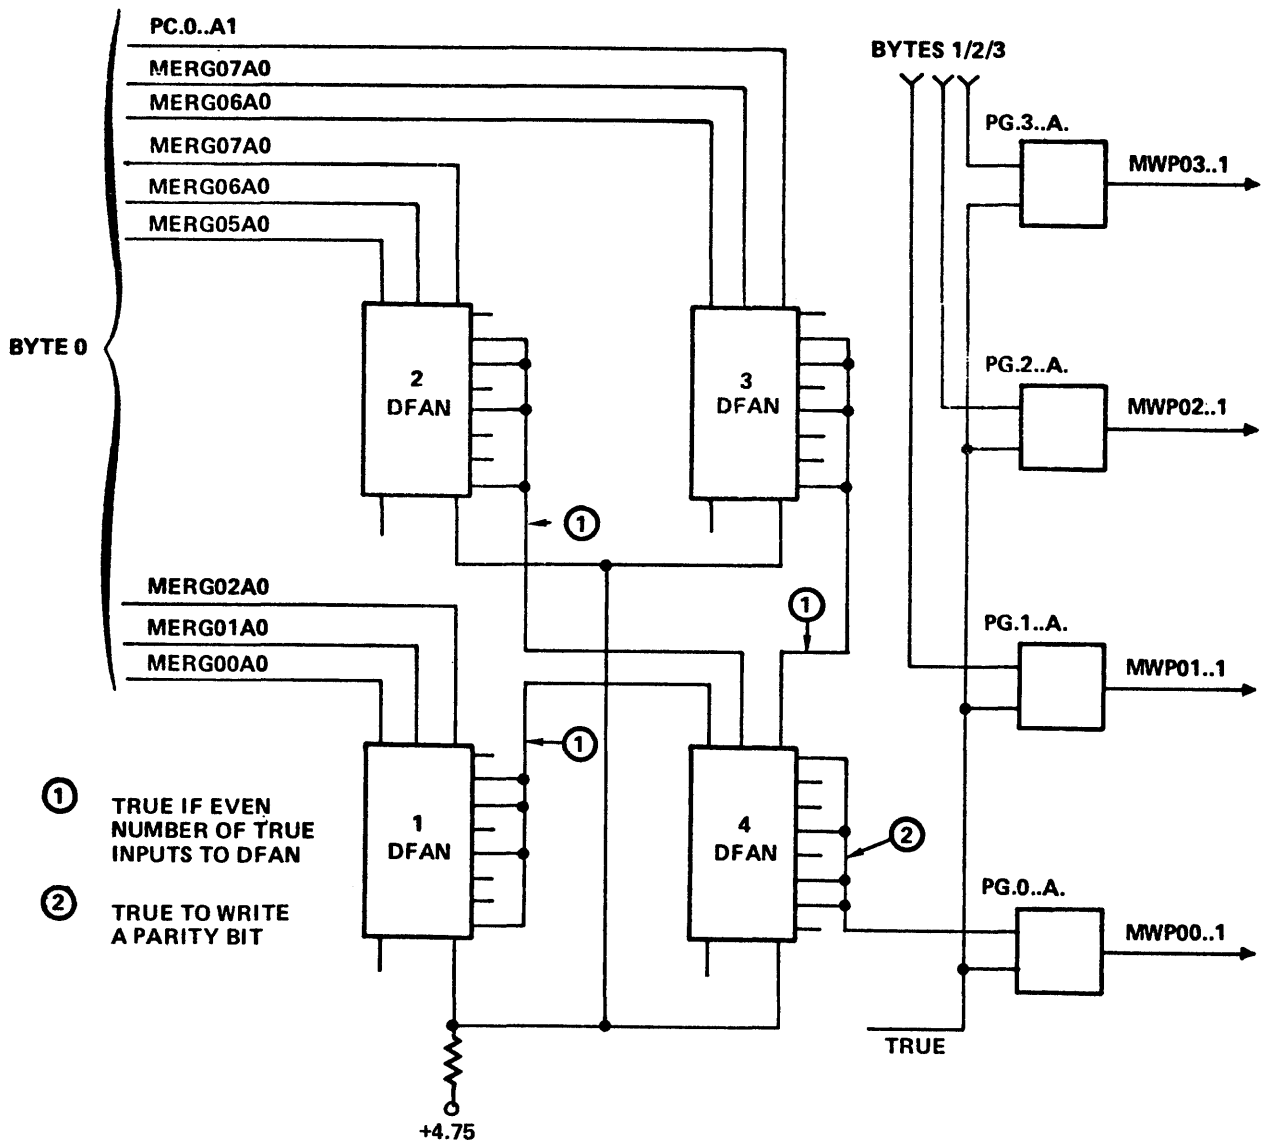 PC.0..A1
MERG07A0
MERG06A0
MERG07A0
MERG06A0
MERG05A0
BYTE 0
2
DFAN
3
DFAN
1
1
MERG02A0
MERG01A0
MERG00A0
1
1
DFAN
4
DFAN
2
1 TRUE IF EVEN
NUMBER OF TRUE
INPUTS TO DFAN
2 TRUE TO WRITE
A PARITY BIT
+4.75
BYTES 1/2/3
PG.3..A.
MWP03..1
PG.2..A.
MWP02..1
PG.1..A.
MWP01..1
PG.0..A.
MWP00..1
TRUE